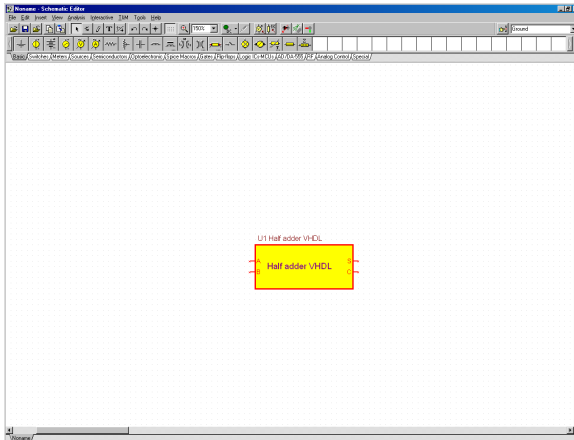 Noname - Schematic Editor
File Edit Insert View Analysis Interactive T&M Tools Help
150% Ground
Basic Switches Meters Sources Semiconductors Optoelectronic Spice Macros Gates Flip-flops Logic ICs-MCUs AD/DA-555 RF Analog Control Special
U1 Half adder VHDL
A S
Half adder VHDL
B C
Noname